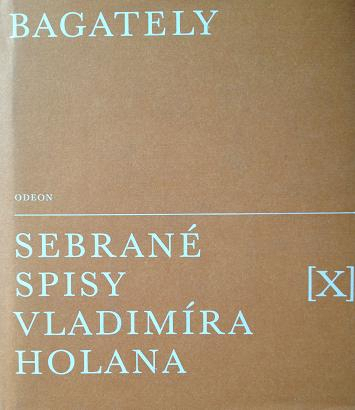 BAGATELY
ODEON
SEBRANÉ
SPISY [X]
VLADIMÍRA
HOLANA